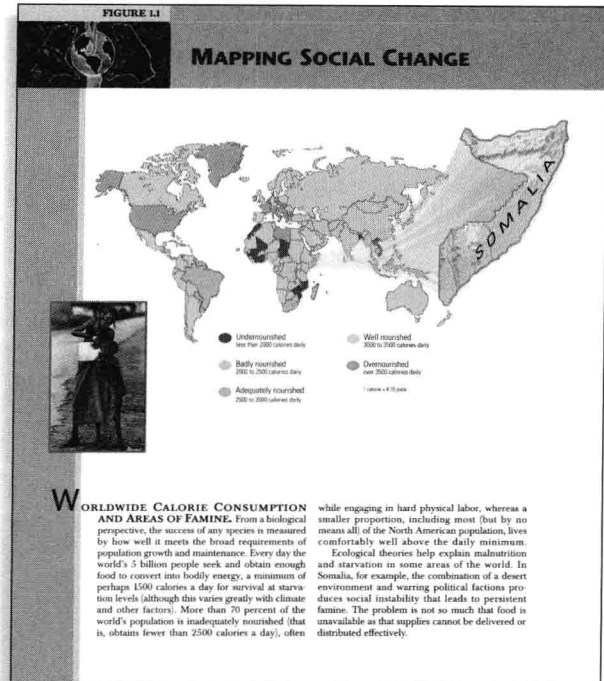 FIGURE 1.1
MAPPING SOCIAL CHANGE
SOMALIA
Undernourished
less than 2000 calories daily
Badly nourished
2000 to 2500 calories daily
Adequately nourished
2500 to 3000 calories daily
Well nourished
3000 to 3500 calories daily
Overnourished
over 3500 calories daily
1 calorie =
WORLDWIDE CALORIE CONSUMPTION
AND AREAS OF FAMINE. From a biological
perspective, the success of any species is measured
by how well it meets the broad requirements of
population growth and maintenance. Every day the
world's 5 billion people seek and obtain enough
food to convert into bodily energy, a minimum of
perhaps 1500 calories a day for survival at starva-
tion levels (although this varies greatly with climate
and other factors). More than 70 percent of the
world's population is inadequately nourished (that
is, obtains fewer than 2500 calories a day), often
while engaging in hard physical labor, whereas a
smaller proportion, including most (but by no
means all) of the North American population, lives
comfortably well above the daily minimum.
Ecological theories help explain malnutrition
and starvation in some areas of the world. In
Somalia, for example, the combination of a desert
environment and warring political factions pro-
duces social instability that leads to persistent
famine. The problem is not so much that food is
unavailable as that supplies cannot be delivered or
distributed effectively.